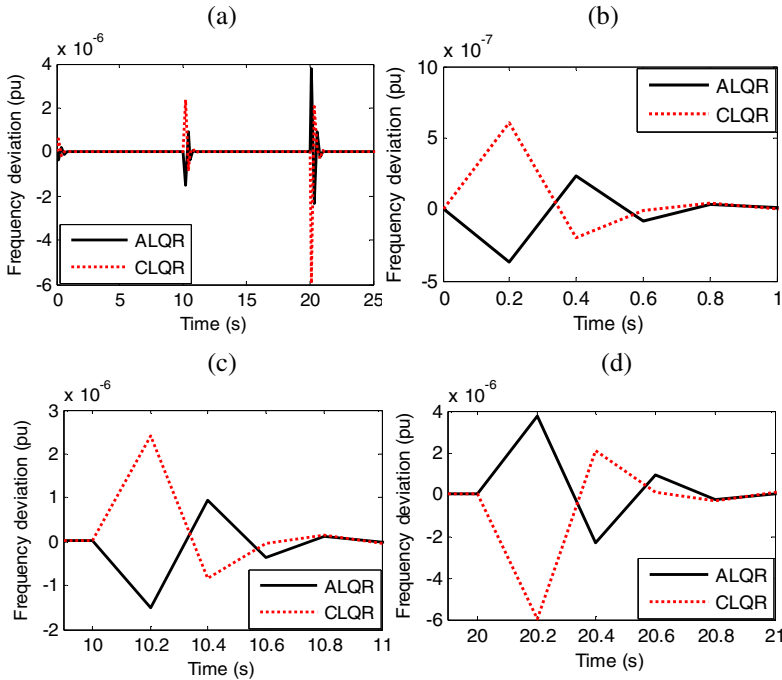 (a)
x 10^-6
Frequency deviation (pu)
4
2
0
-2
-4
-6
ALQR
CLQR
0 5 10 15 20 25
Time (s)
(b)
x 10^-7
Frequency deviation (pu)
10
5
0
-5
ALQR
CLQR
0 0.2 0.4 0.6 0.8 1
Time (s)
(c)
x 10^-6
Frequency deviation (pu)
3
2
1
0
-1
-2
ALQR
CLQR
10 10.2 10.4 10.6 10.8 11
Time (s)
(d)
x 10^-6
Frequency deviation (pu)
4
2
0
-2
-4
-6
ALQR
CLQR
20 20.2 20.4 20.6 20.8 21
Time (s)